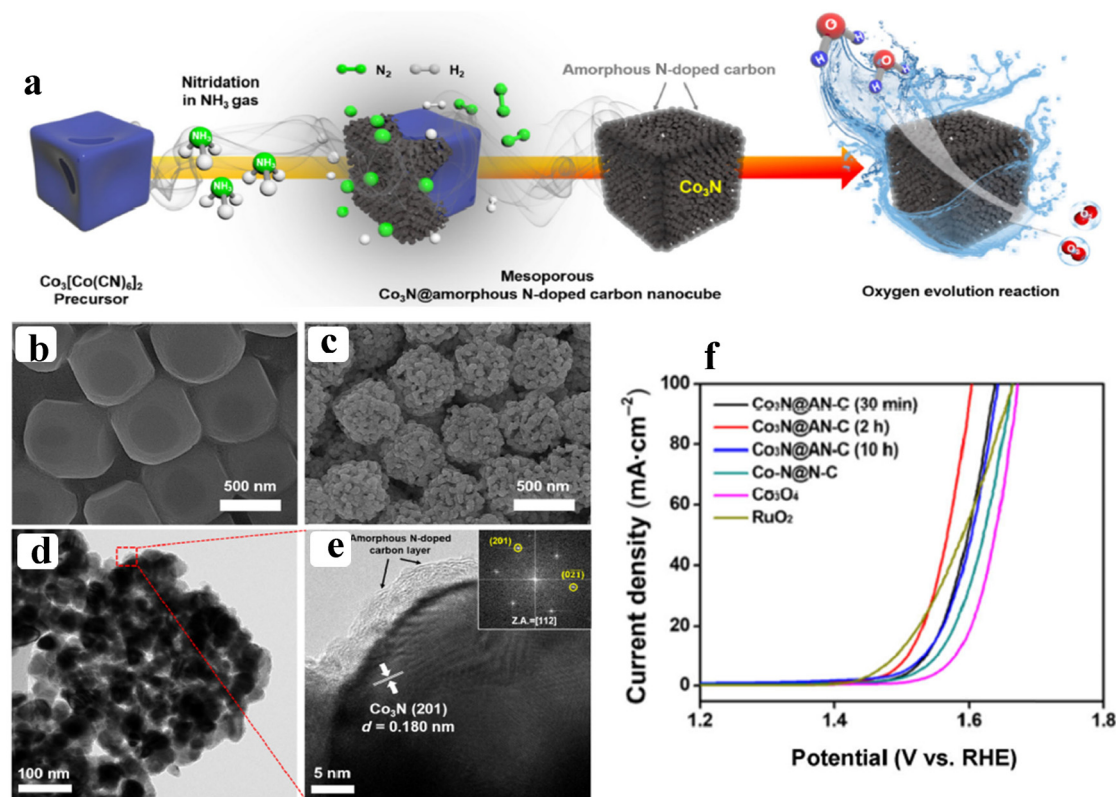 a
Nitridation
in NH₃ gas
N₂
H₂
Amorphous N-doped carbon
O
H
O
H
H
NH₃
NH₃
NH₃
Co₃N
Co₃[Co(CN)₆]₂
Precursor
Mesoporous
Co₃N@amorphous N-doped carbon nanocube
Oxygen evolution reaction
b
500 nm
c
500 nm
d
100 nm
e
Amorphous N-doped
carbon layer
(201)
Z.A.=[112]
Co₃N (201)
d = 0.180 nm
5 nm
f
Current density (mA·cm⁻²)
100
80
60
40
20
0
Co₃N@AN-C (30 min)
Co₃N@AN-C (2 h)
Co₃N@AN-C (10 h)
Co-N@N-C
Co₃O₄
RuO₂
1.2
1.4
1.6
1.8
Potential (V vs. RHE)